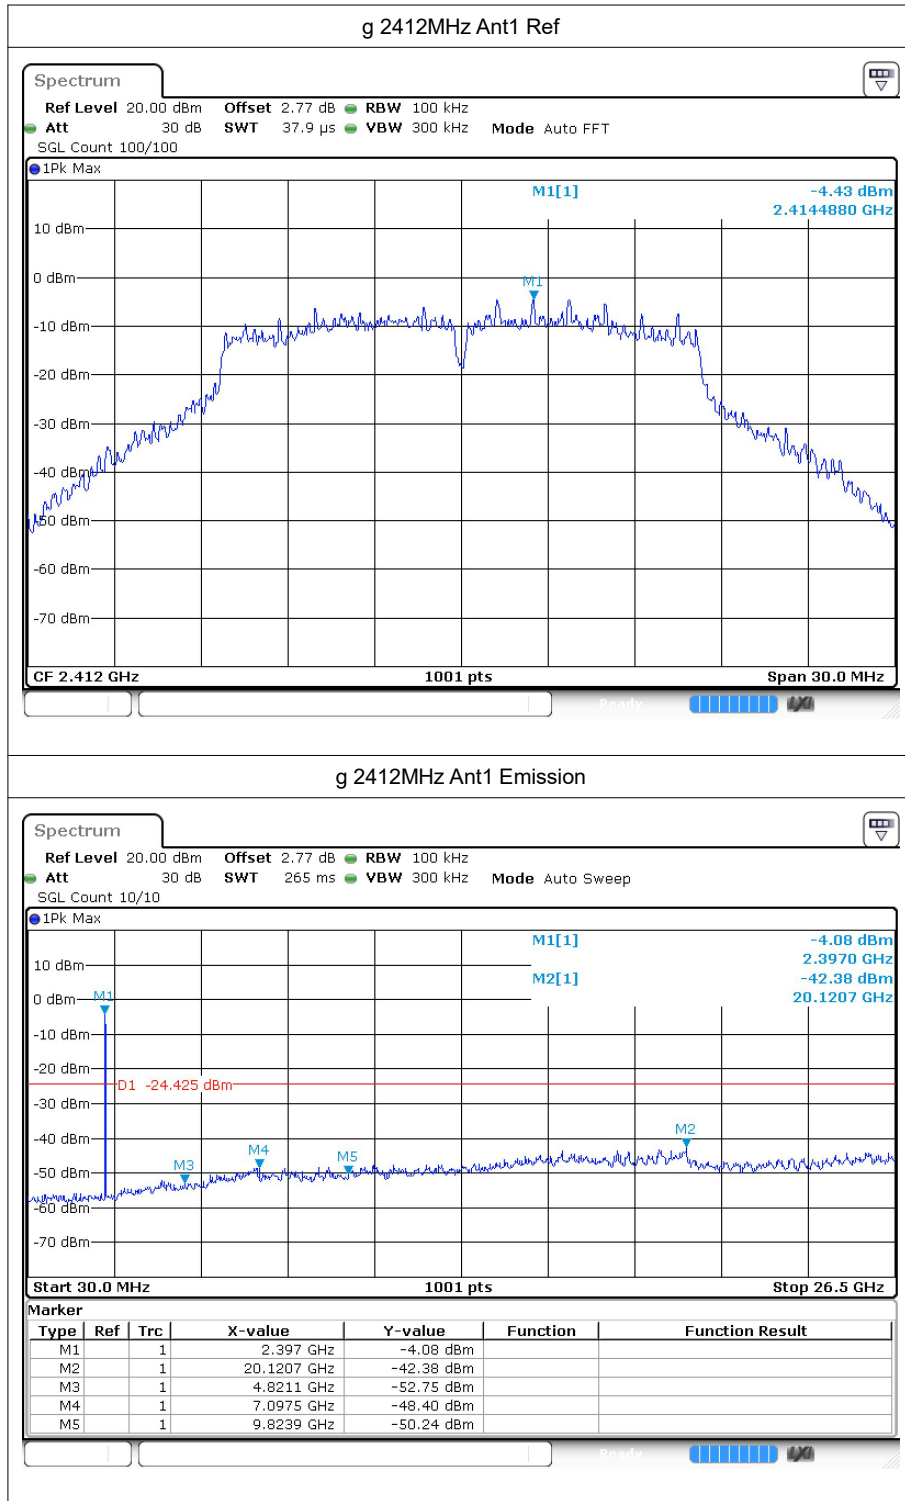 g 2412MHz Ant1 Ref
Spectrum
Ref Level 20.00 dBm Offset 2.77 dB RBW 100 kHz
Att 30 dB SWT 37.9 µs VBW 300 kHz Mode Auto FFT
SGL Count 100/100
1Pk Max
M1[1] -4.43 dBm
2.4144880 GHz
10 dBm
0 dBm
M1
-10 dBm
-20 dBm
-30 dBm
-40 dBm
-50 dBm
-60 dBm
-70 dBm
CF 2.412 GHz 1001 pts Span 30.0 MHz
Ready LXI
g 2412MHz Ant1 Emission
Spectrum
Ref Level 20.00 dBm Offset 2.77 dB RBW 100 kHz
Att 30 dB SWT 265 ms VBW 300 kHz Mode Auto Sweep
SGL Count 10/10
1Pk Max
M1[1] -4.08 dBm
2.3970 GHz
M2[1] -42.38 dBm
20.1207 GHz
10 dBm
0 dBm M1
-10 dBm
-20 dBm
D1 -24.425 dBm
-30 dBm
-40 dBm
M2
M4
M5
M3
-50 dBm
-60 dBm
-70 dBm
Start 30.0 MHz 1001 pts Stop 26.5 GHz
Marker
Type Ref Trc X-value Y-value Function Function Result
M1 1 2.397 GHz -4.08 dBm
M2 1 20.1207 GHz -42.38 dBm
M3 1 4.8211 GHz -52.75 dBm
M4 1 7.0975 GHz -48.40 dBm
M5 1 9.8239 GHz -50.24 dBm
Ready LXI